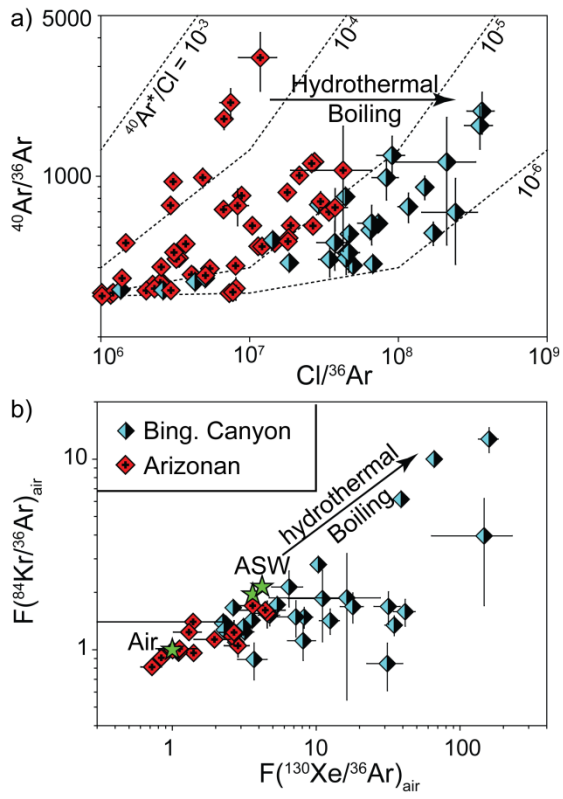 a)
5000
⁴⁰Ar*/Cl = 10⁻³
10⁻⁴
10⁻⁵
Hydrothermal
Boiling
⁴⁰Ar/³⁶Ar
1000
10⁻⁶
10⁶
10⁷
10⁸
10⁹
Cl/³⁶Ar
b)
Bing. Canyon
Arizonan
10
hydrothermal
Boiling
F(⁸⁴Kr/³⁶Ar)air
ASW
Air
1
1
10
100
F(¹³⁰Xe/³⁶Ar)air